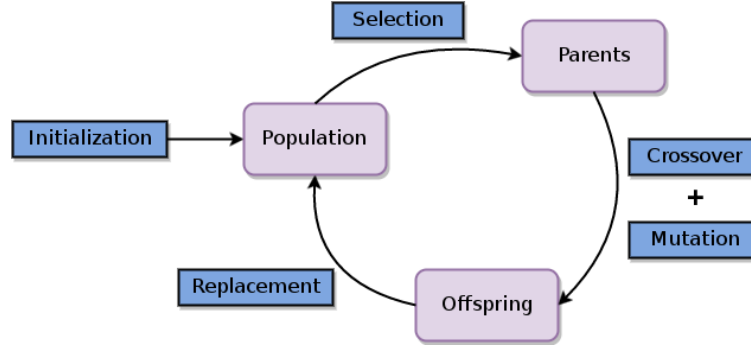 Selection
Parents
Initialization
Population
Crossover
+
Mutation
Replacement
Offspring